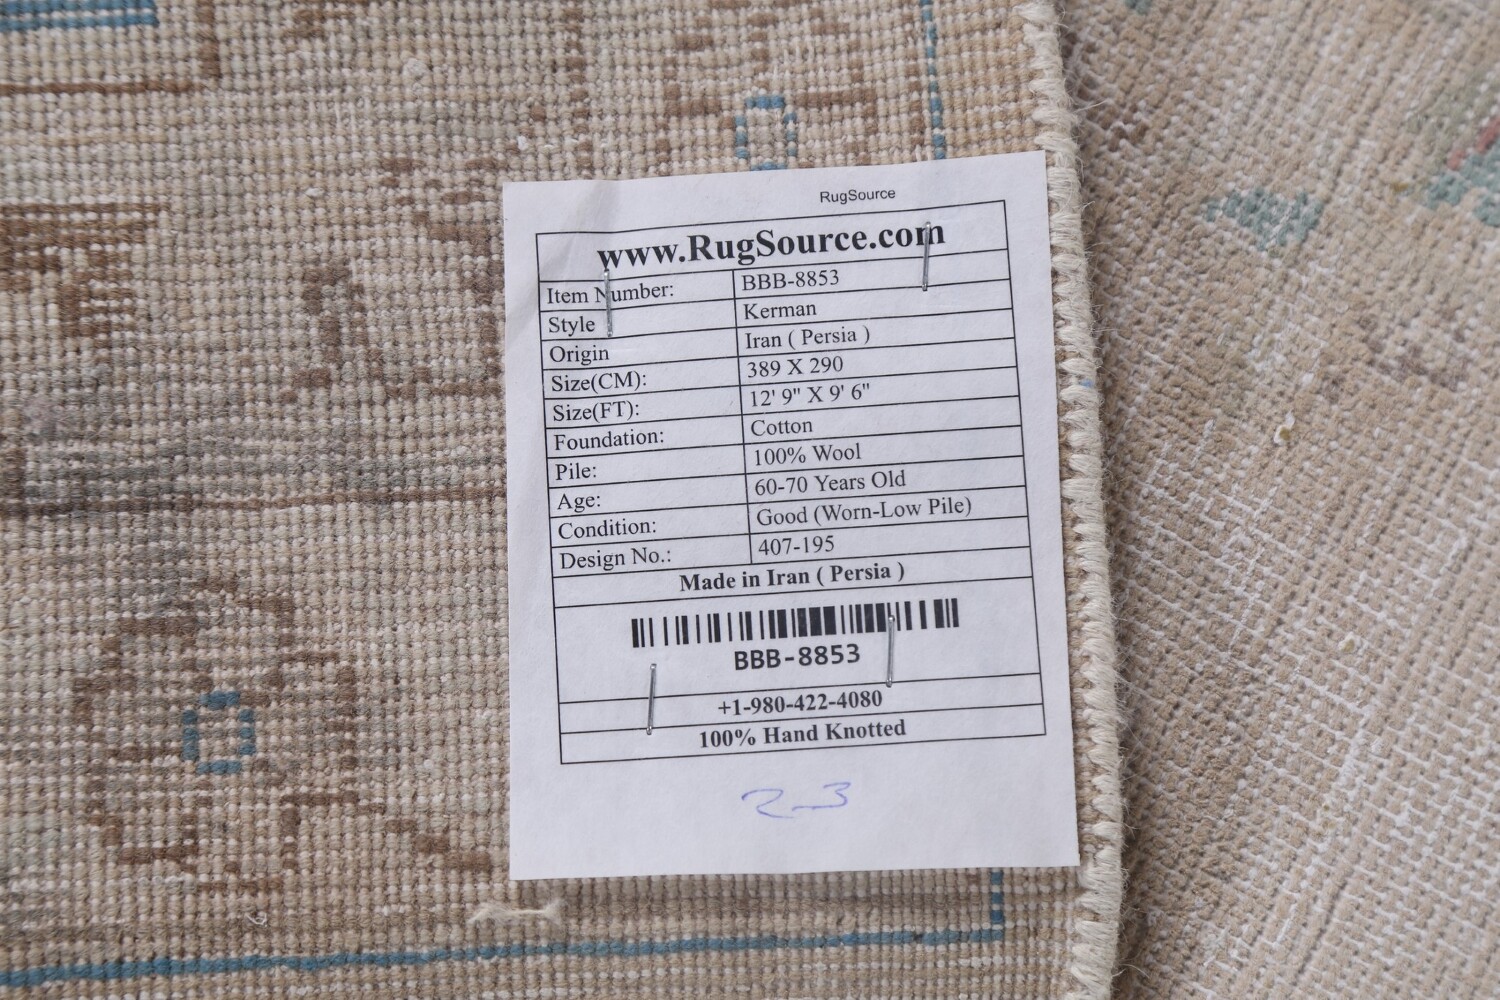 RugSource
www.RugSource.com
Item Number: BBB-8853
Style Kerman
Origin Iran ( Persia )
Size(CM): 389 X 290
Size(FT): 12' 9" X 9' 6"
Foundation: Cotton
Pile: 100% Wool
Age: 60-70 Years Old
Condition: Good (Worn-Low Pile)
Design No.: 407-195
Made in Iran ( Persia )
BBB-8853
+1-980-422-4080
100% Hand Knotted
2-3